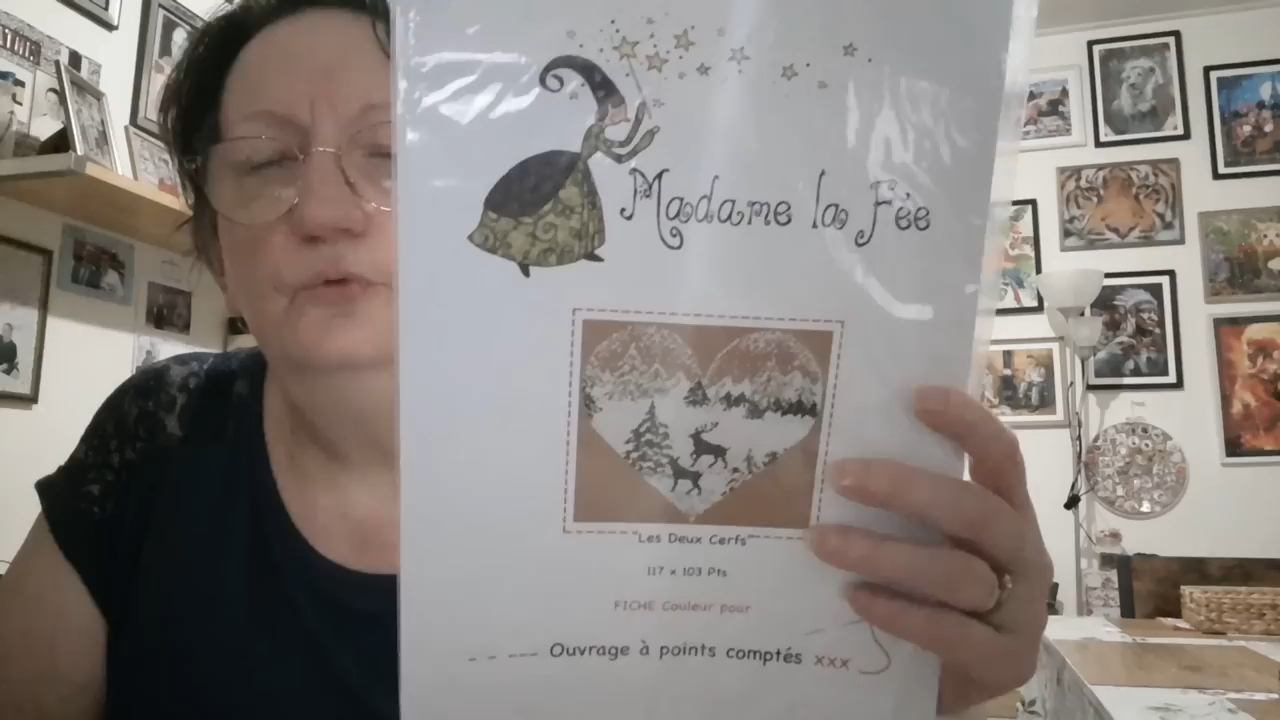 Madame la Fée
Les Deux Cerfs
117 x 103 Pts
FICHE Couleur pour
Ouvrage à points comptés xxx